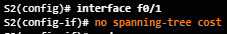 S2(config)# interface f0/1
S2(config-if)# no spanning-tree cost